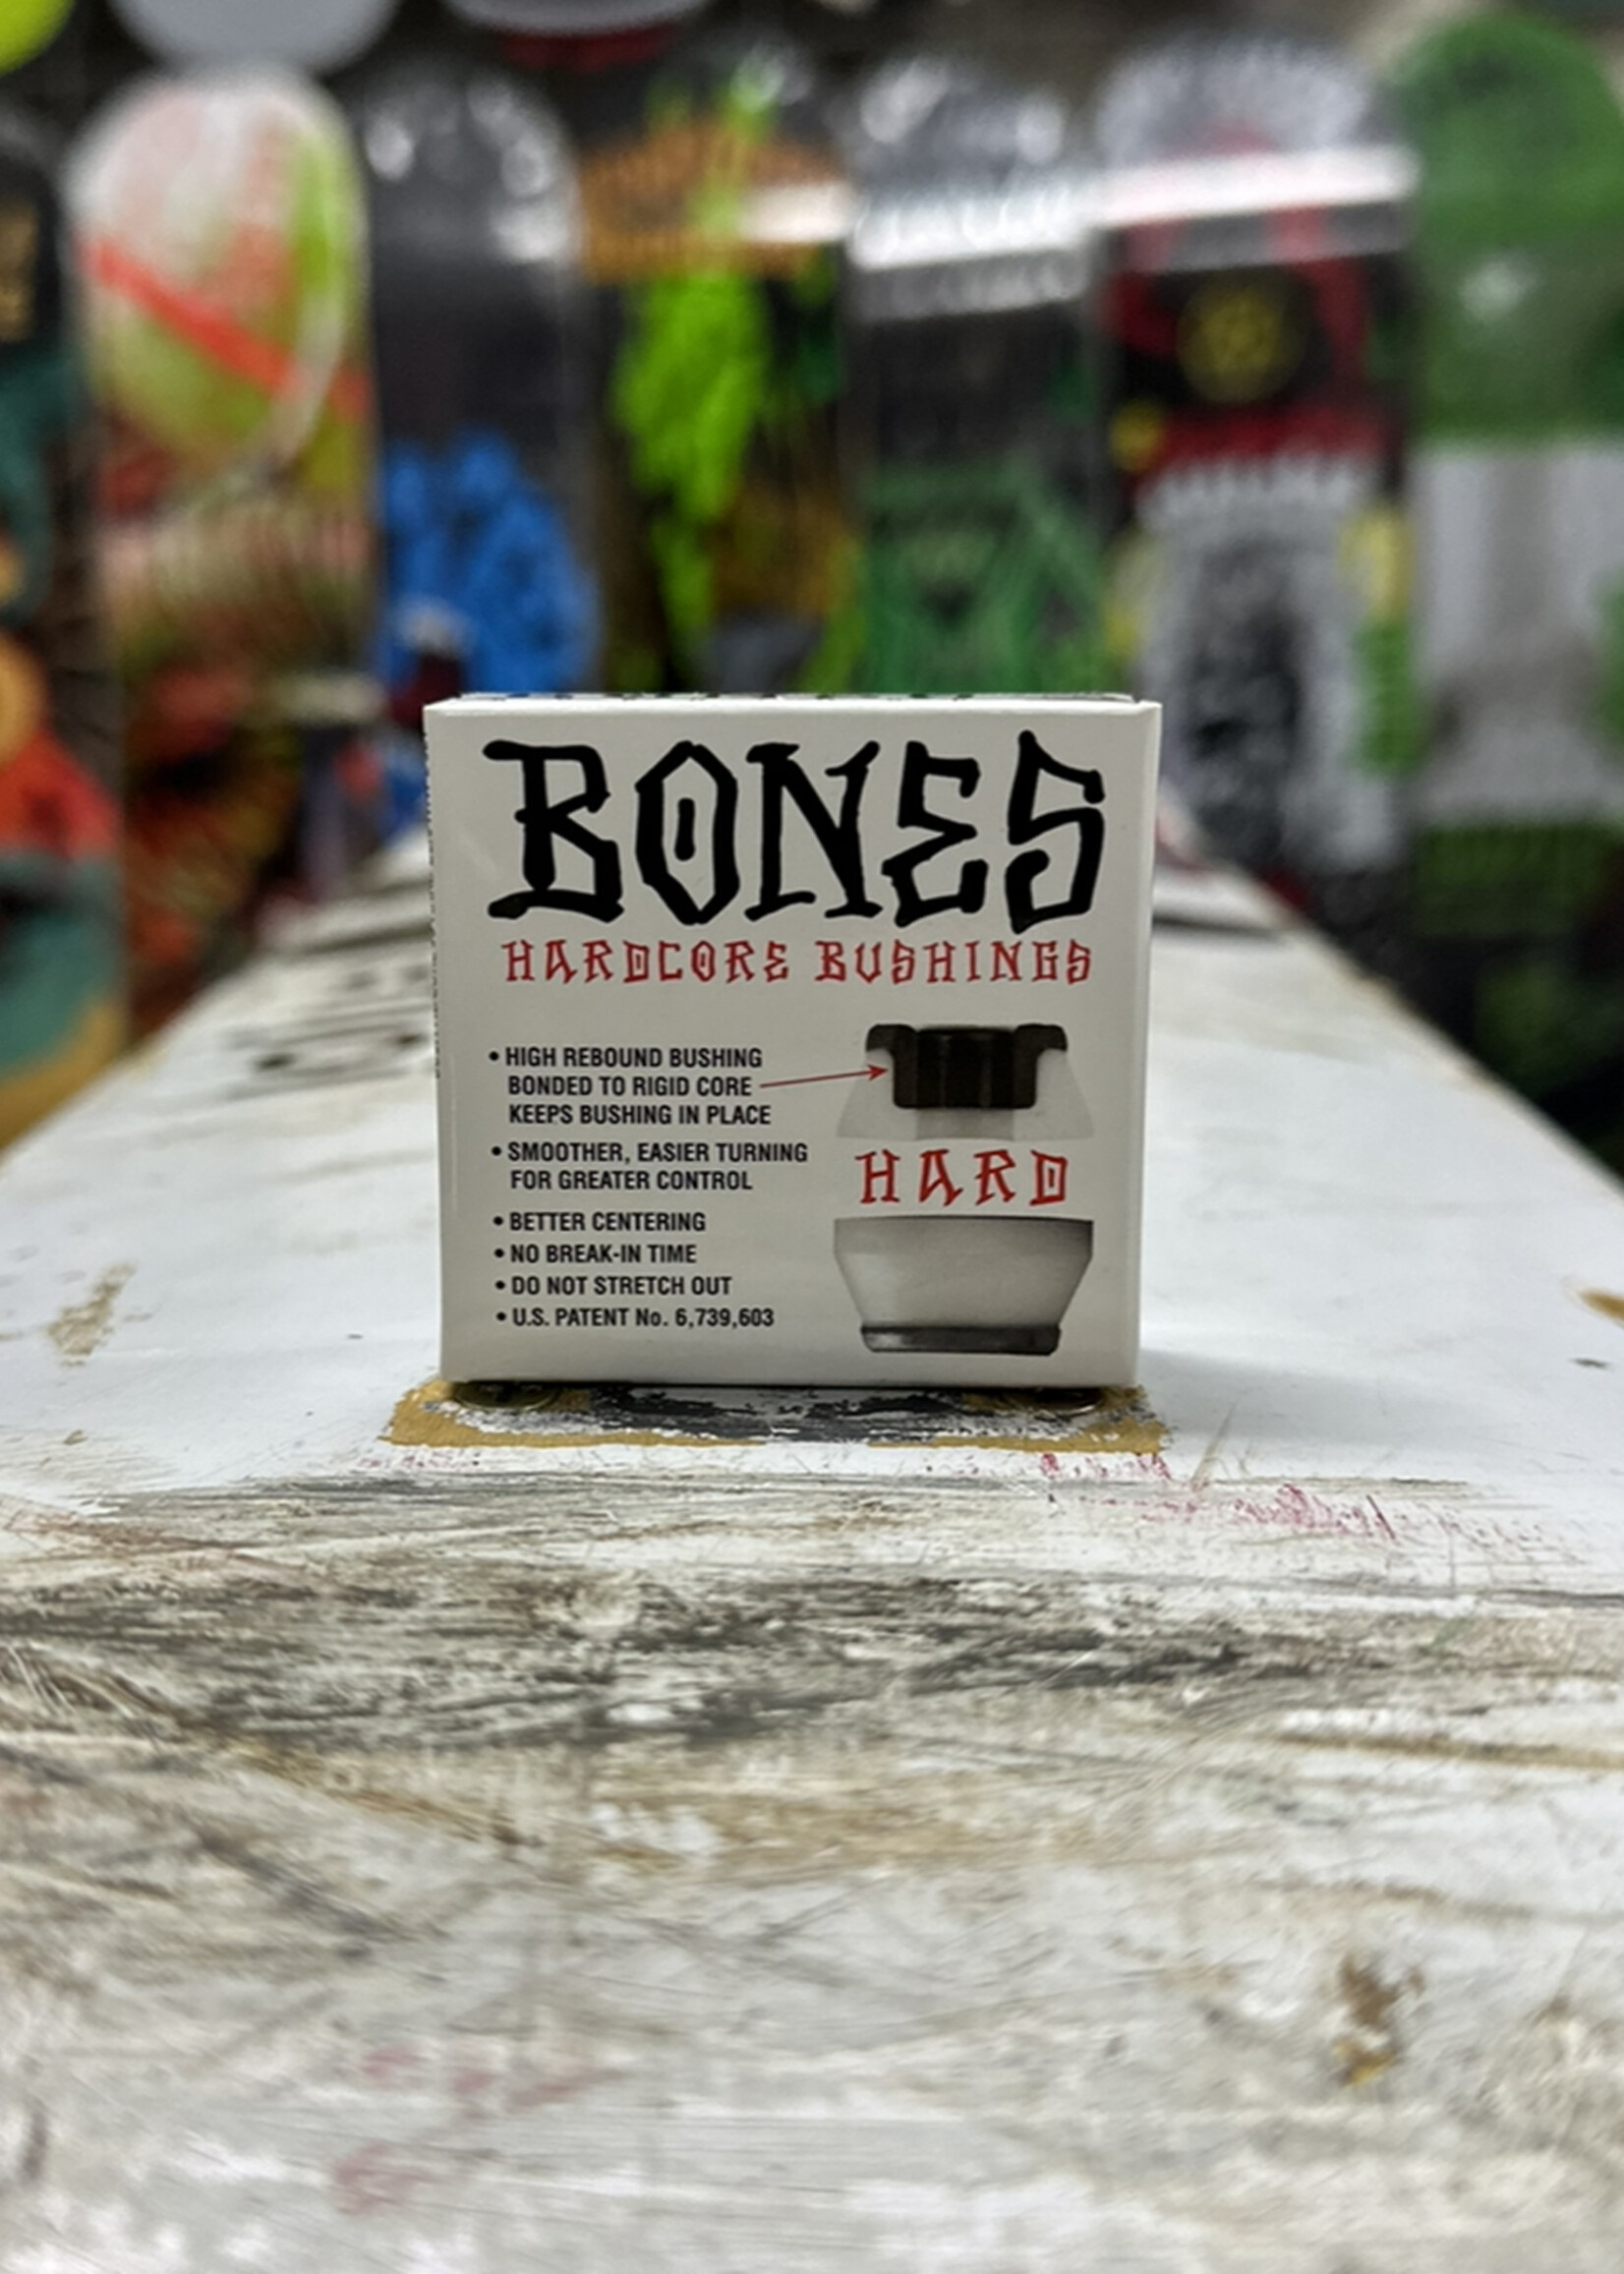 BONES
HARDCORE BUSHINGS
• HIGH REBOUND BUSHING
BONDED TO RIGID CORE
KEEPS BUSHING IN PLACE
• SMOOTHER, EASIER TURNING
FOR GREATER CONTROL
• BETTER CENTERING
• NO BREAK-IN TIME
• DO NOT STRETCH OUT
• U.S. PATENT No. 6,739,603
HARD